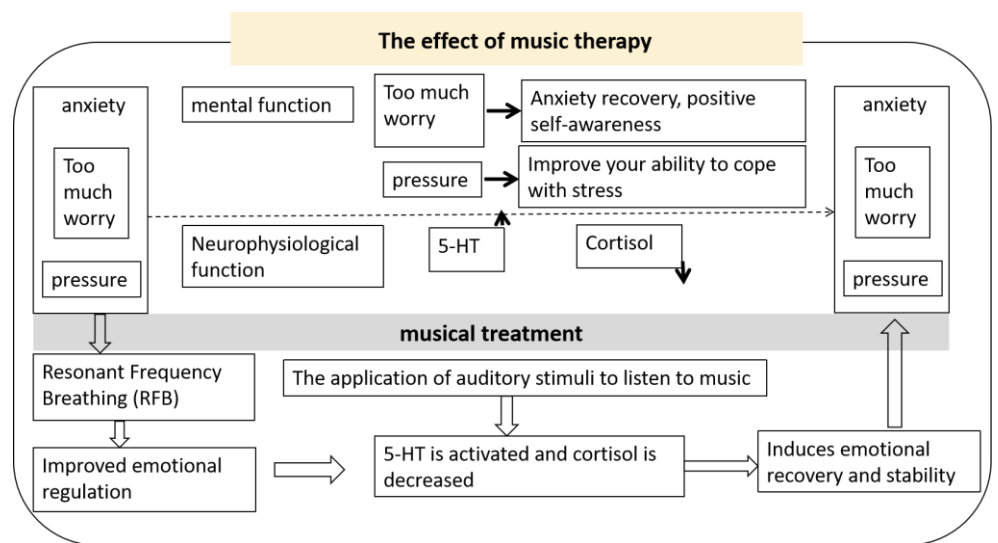 The effect of music therapy
anxiety
Too
much
worry
pressure
mental function
Too much
worry
Anxiety recovery, positive
self-awareness
pressure
Improve your ability to cope
with stress
Neurophysiological
function
5-HT
Cortisol
anxiety
Too
much
worry
pressure
musical treatment
Resonant Frequency
Breathing (RFB)
The application of auditory stimuli to listen to music
Improved emotional
regulation
5-HT is activated and cortisol is
decreased
Induces emotional
recovery and stability